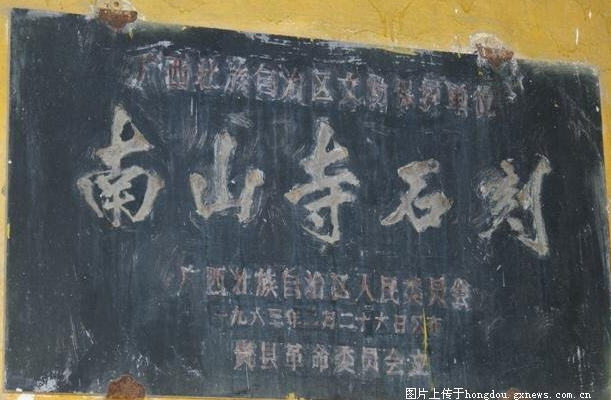 广西壮族自治区文物保护单位
南山寺石刻
广西壮族自治区人民委员会
一九六三年二月二十六日公布
贵县革命委员会立
图片上传于hongdou.gxnews.com.cn